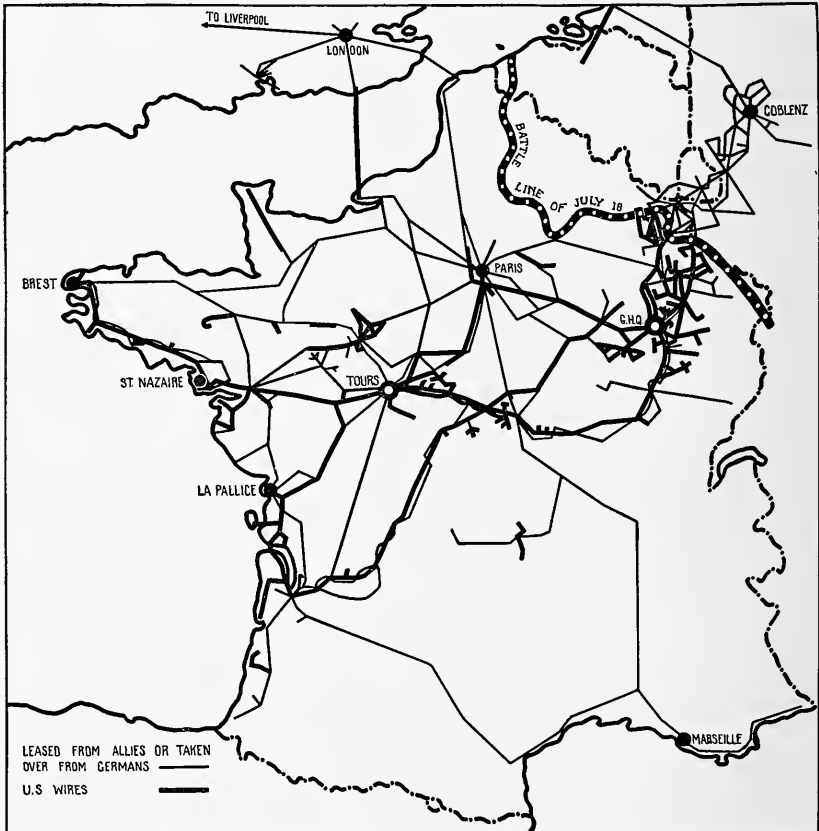 TO LIVERPOOL
LONDON
COBLENZ
BATTLE LINE OF JULY 18
BREST
PARIS
G.H.Q
ST. NAZAIRE
TOURS
LA PALLICE
MARSEILLE
LEASED FROM ALLIES OR TAKEN
OVER FROM GERMANS
U.S WIRES